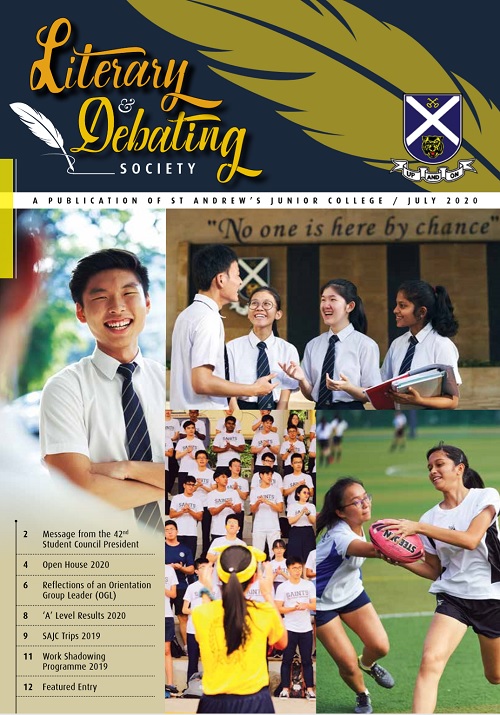 Literary
&
Debating
SOCIETY
UP AND ON
A PUBLICATION OF ST ANDREW'S JUNIOR COLLEGE / JULY 2020
"No one is here by chance"
SAINTS
STEEDEN
2 Message from the 42nd
Student Council President
4 Open House 2020
6 Reflections of an Orientation
Group Leader (OGL)
8 'A' Level Results 2020
9 SAJC Trips 2019
11 Work Shadowing
Programme 2019
12 Featured Entry